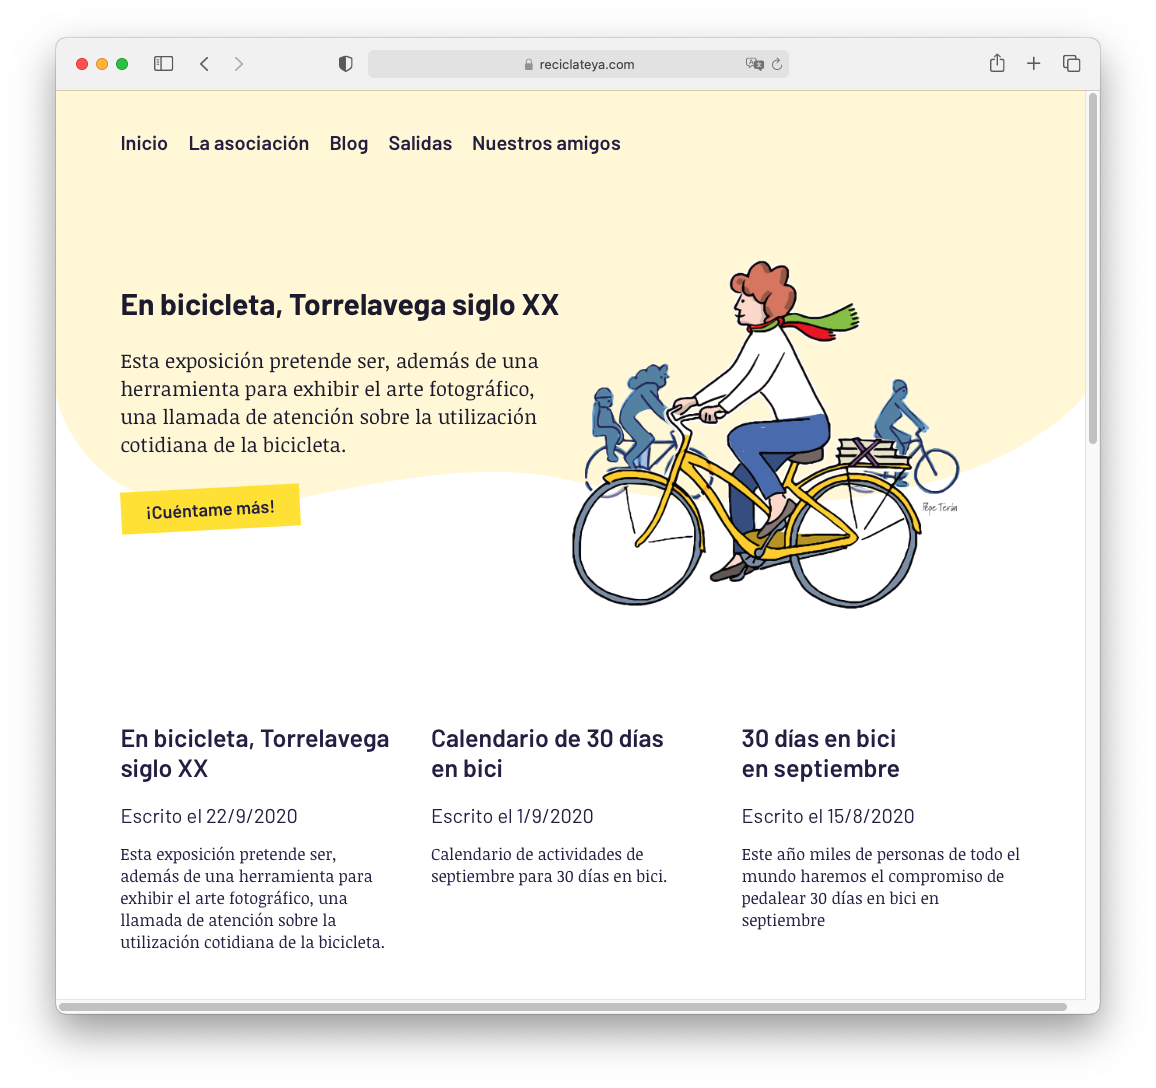 reciclateya.com
Inicio La asociación Blog Salidas Nuestros amigos
En bicicleta, Torrelavega siglo XX
Esta exposición pretende ser, además de una
herramienta para exhibir el arte fotográfico,
una llamada de atención sobre la utilización
cotidiana de la bicicleta.
¡Cuéntame más!
Pepe Terán
En bicicleta, Torrelavega
siglo XX
Escrito el 22/9/2020
Esta exposición pretende ser,
además de una herramienta para
exhibir el arte fotográfico, una
llamada de atención sobre la
utilización cotidiana de la bicicleta.
Calendario de 30 días
en bici
Escrito el 1/9/2020
Calendario de actividades de
septiembre para 30 días en bici.
30 días en bici
en septiembre
Escrito el 15/8/2020
Este año miles de personas de todo el
mundo haremos el compromiso de
pedalear 30 días en bici en
septiembre